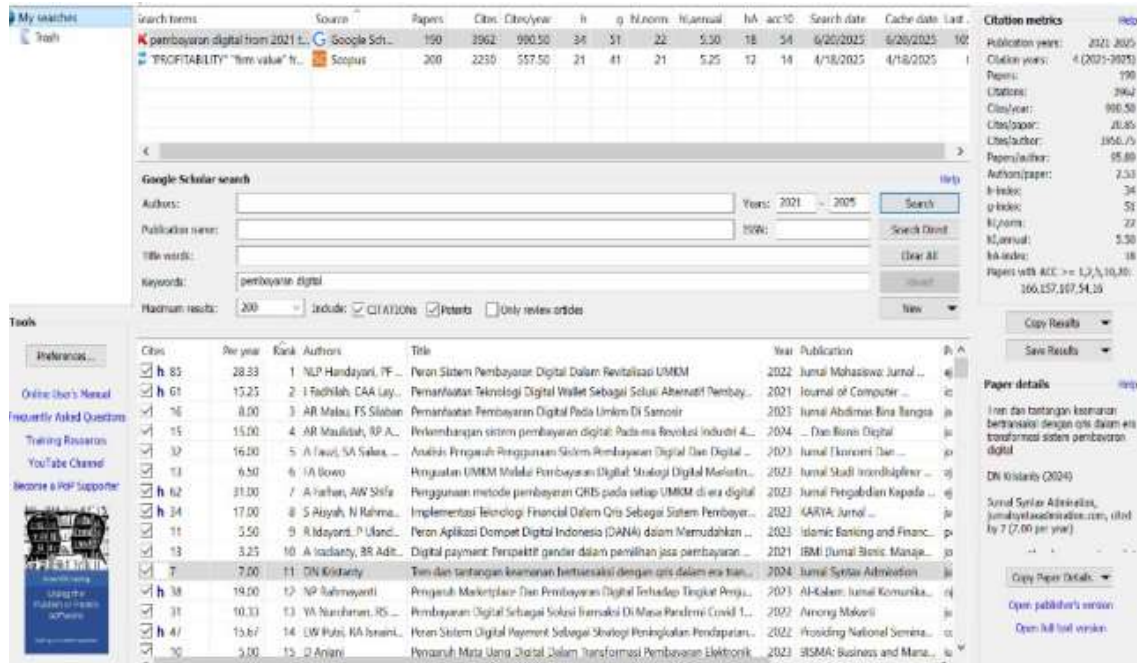 My searches
Trash
Search terms Source Papers Cites Cites/year h g hI,norm hI,annual hA acc10 Search date Cache date Last
pembayaran digital from 2021 t... Google Sch... 190 3962 990.50 34 51 22 5.50 18 54 6/20/2025 6/20/2025
"PROFITABILITY" "firm value" fr... Scopus 200 2230 557.50 21 41 21 5.25 12 14 4/18/2025 4/18/2025
Google Scholar search Help
Authors: Years: 2021 - 2025 Search
Publication name: ISSN: Search Direct
Title words: Clear All
Keywords: pembayaran digital
Maximum results: 200 Include: CITATIONs Patents Only review articles New
Cites Per year Rank Authors Title Year Publication
h 85 28.33 1 NLP Handayani, PF ... Peran Sistem Pembayaran Digital Dalam Revitalisasi UMKM 2022 Jurnal Mahasiswa: Jurnal ...
h 61 15.25 2 I Fadhilah, CAA Lay... Pemanfaatan Teknologi Digital Wallet Sebagai Solusi Alternatif Pembay... 2021 Journal of Computer ...
16 8.00 3 AR Malau, FS Silaban Pemanfaatan Pembayaran Digital Pada Umkm Di Samosir 2023 Jurnal Abdimas Bina Bangsa
15 15.00 4 AR Maulidah, RP A... Perkembangan sistem pembayaran digital: Pada era Revolusi Industri 4... 2024 ... Dan Bisnis Digital
32 16.00 5 A Fauzi, SA Salwa, ... Analisis Pengaruh Penggunaan Sistem Pembayaran Digital Dan Digital ... 2023 Jurnal Ekonomi Dan ...
13 6.50 6 FA Bowo Penguatan UMKM Melalui Pembayaran Digital: Strategi Digital Marketin... 2023 Jurnal Studi Interdisipliner ...
h 62 31.00 7 A Farhan, AW Shifa Penggunaan metode pembayaran QRIS pada setiap UMKM di era digital 2023 Jurnal Pengabdian Kepada ...
h 34 17.00 8 S Aisyah, N Rahma... Implementasi Teknologi Financial Dalam Qris Sebagai Sistem Pembayar... 2023 KARYA: Jurnal ...
11 5.50 9 R Idayanti, P Uland... Peran Aplikasi Dompet Digital Indonesia (DANA) dalam Memudahkan ... 2023 Islamic Banking and Financ...
13 3.25 10 A Iradianty, BR Adit... Digital payment: Perspektif gender dalam pemilihan jasa pembayaran ... 2021 JBMI (Jurnal Bisnis, Manaje...
7 7.00 11 DN Kristanty Tren dan tantangan keamanan bertransaksi dengan qris dalam era tran... 2024 Jurnal Syntax Admiration
h 38 19.00 12 NP Rahmayanti Pengaruh Marketplace Dan Pembayaran Digital Terhadap Tingkat Penju... 2023 Al-Kalam: Jurnal Komunika...
31 10.33 13 YA Nurohman, RS ... Pembayaran Digital Sebagai Solusi Transaksi Di Masa Pandemi Covid 1... 2022 Among Makarti
h 47 15.67 14 LW Putri, RA Isnaini... Peran Sistem Digital Payment Sebagai Strategi Peningkatan Pendapatan... 2022 Prosiding National Semina...
10 5.00 15 D Aniani Pengaruh Mata Uang Digital Dalam Transformasi Pembayaran Elektronik 2023 BISMA: Business and Mana...
Tools
Preferences...
Online User's Manual
Frequently Asked Questions
Training Resources
YouTube Channel
Become a PoP Supporter
Citation metrics Help
Publication years: 2021-2025
Citation years: 4 (2021-2025)
Papers: 190
Citations: 3962
Cites/year: 990.50
Cites/paper: 20.85
Cites/author: 1950.75
Papers/author: 95.89
Authors/paper: 2.53
h-index: 34
g-index: 51
hI,norm: 22
hI,annual: 5.50
hA-index: 18
Papers with ACC >= 1,2,5,10,20:
166,157,107,54,16
Copy Results
Save Results
Paper details Help
Tren dan tantangan keamanan
bertransaksi dengan qris dalam era
transformasi sistem pembayaran
digital
DN Kristanty (2024)
Jurnal Syntax Admiration,
jurnalsyntaxadmiration.com, cited
by 7 (7.00 per year)
Copy Paper Details
Open publisher's version
Open full text version